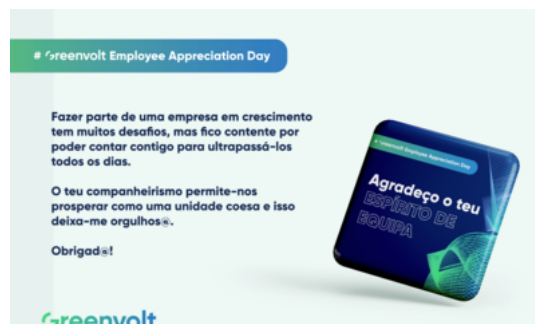 # Greenvolt Employee Appreciation Day
Fazer parte de uma empresa em crescimento
tem muitos desafios, mas fico contente por
poder contar contigo para ultrapassá-los
todos os dias.
O teu companheirismo permite-nos
prosperar como uma unidade coesa e isso
deixa-me orgulhos@.
Obrigad@!
# Greenvolt Employee Appreciation Day
Agradeço o teu
ESPÍRITO DE
EQUIPA
Greenvolt